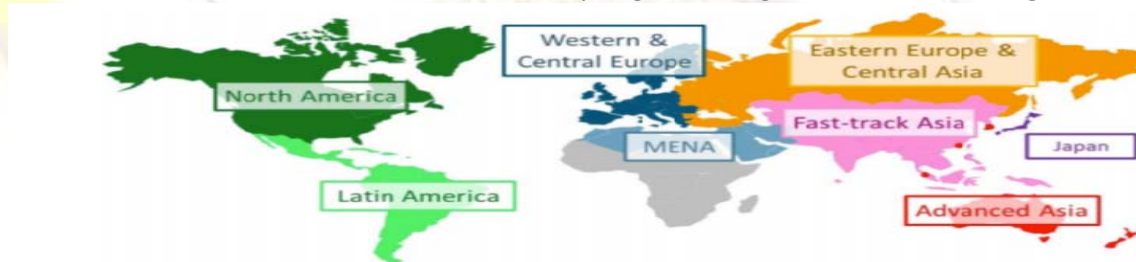 Western &
Central Europe
Eastern Europe &
Central Asia
North America
Fast-track Asia
MENA
Japan
Latin America
Advanced Asia